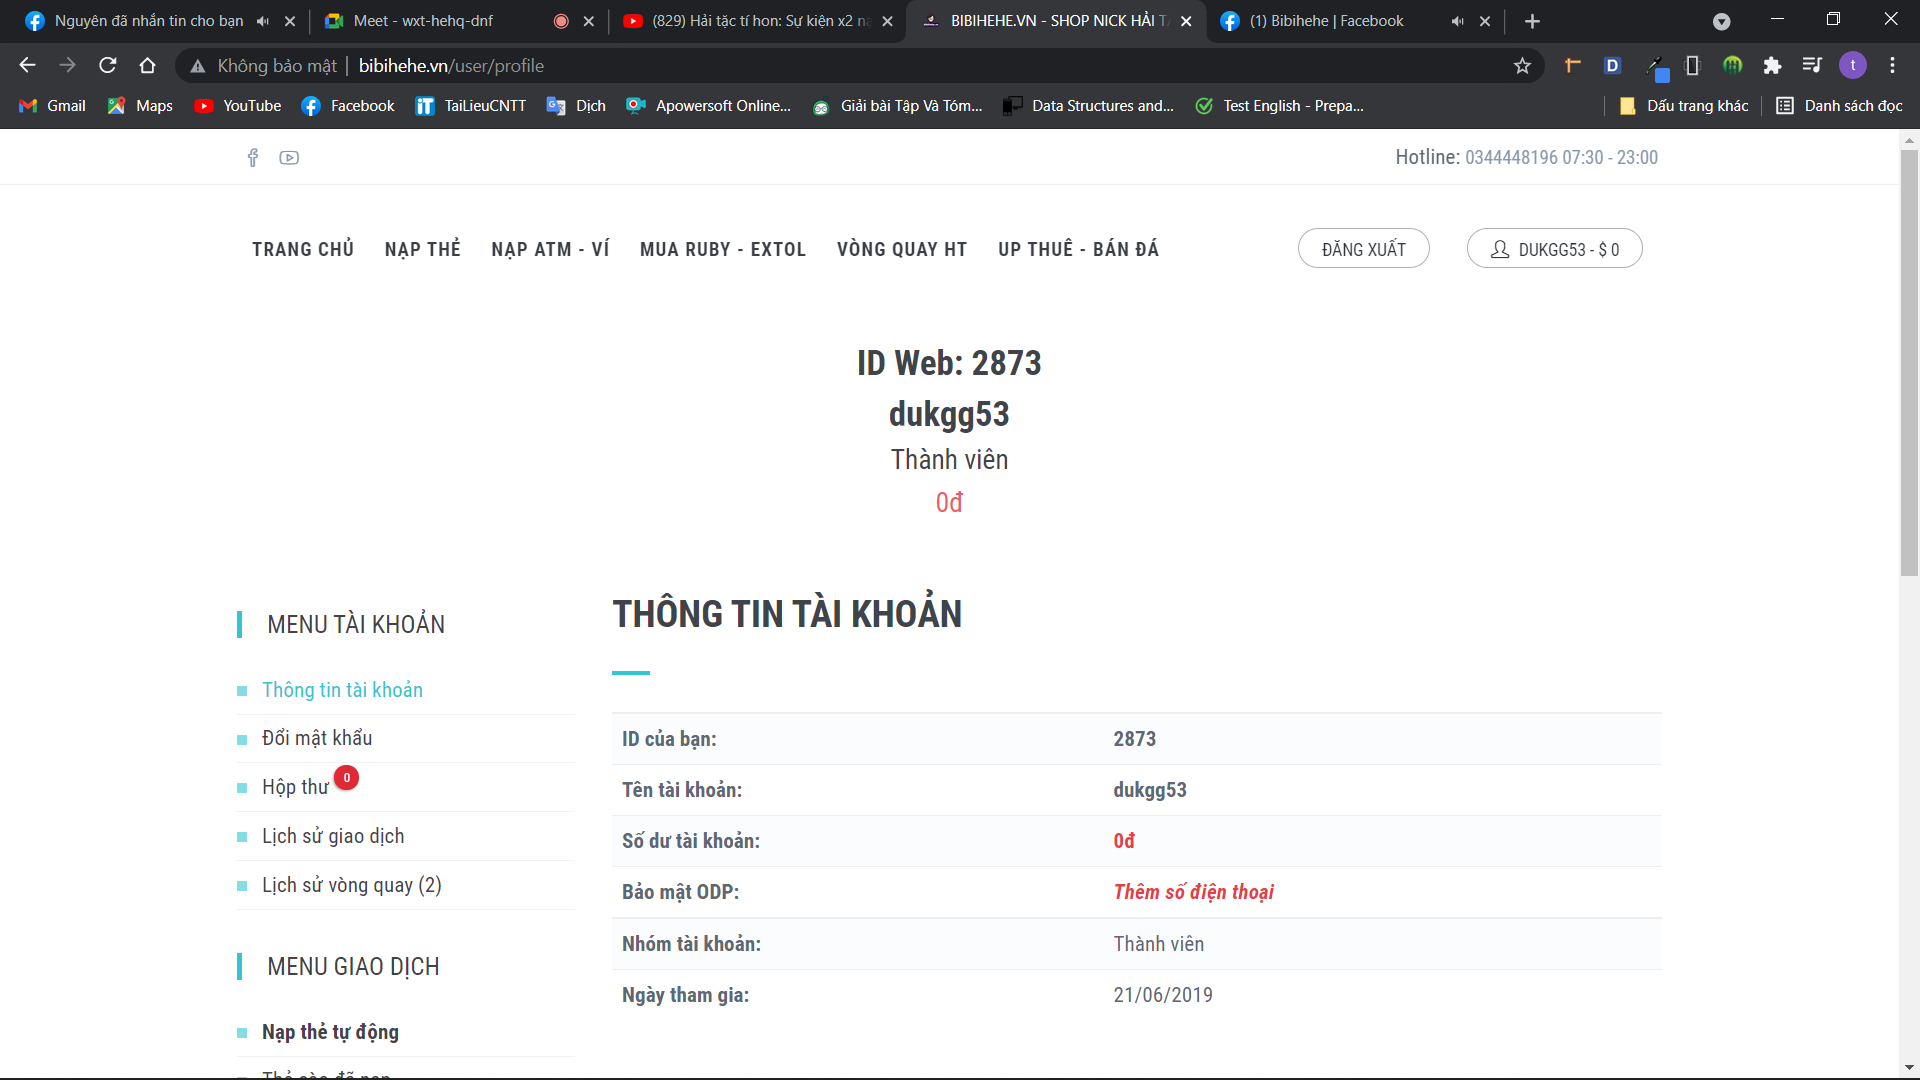 Nguyên đã nhắn tin cho bạn
Meet - wxt-hehq-dnf
(829) Hải tặc tí hon: Sự kiện x2 nạ
BIBIHEHE.VN - SHOP NICK HẢI TẶ
(1) Bibihehe | Facebook
Không bảo mật | bibihehe.vn/user/profile
D
t
Gmail
Maps
YouTube
Facebook
TaiLieuCNTT
Dịch
Apowersoft Online...
Giải bài Tập Và Tóm...
Data Structures and...
Test English - Prepa...
Dấu trang khác
Danh sách đọc
Hotline: 0344448196 07:30 - 23:00
TRANG CHỦ
NẠP THẺ
NẠP ATM - VÍ
MUA RUBY - EXTOL
VÒNG QUAY HT
UP THUÊ - BÁN ĐÁ
ĐĂNG XUẤT
DUKGG53 - $ 0
ID Web: 2873
dukgg53
Thành viên
0đ
MENU TÀI KHOẢN
Thông tin tài khoản
Đổi mật khẩu
Hộp thư 0
Lịch sử giao dịch
Lịch sử vòng quay (2)
MENU GIAO DỊCH
Nạp thẻ tự động
THÔNG TIN TÀI KHOẢN
ID của bạn: 2873
Tên tài khoản: dukgg53
Số dư tài khoản: 0đ
Bảo mật ODP: Thêm số điện thoại
Nhóm tài khoản: Thành viên
Ngày tham gia: 21/06/2019